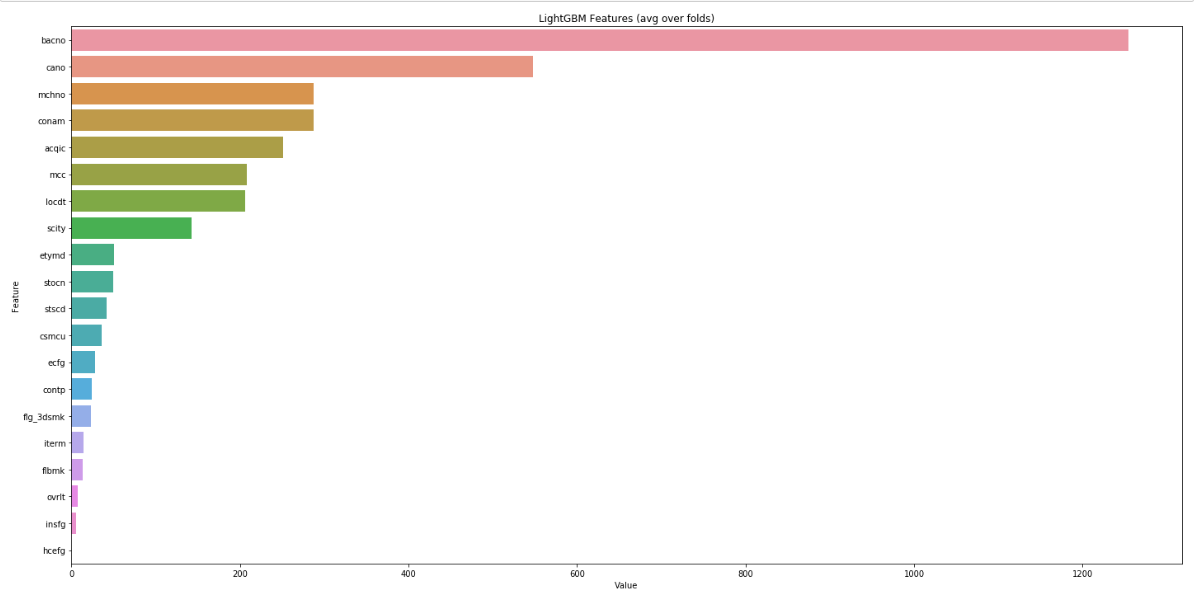 LightGBM Features (avg over folds)
Feature
bacno
cano
mchno
conam
acqic
mcc
locdt
scity
etymd
stocn
stscd
csmcu
ecfg
contp
flg_3dsmk
iterm
flbmk
ovrlt
insfg
hcefg
0 200 400 600 800 1000 1200
Value